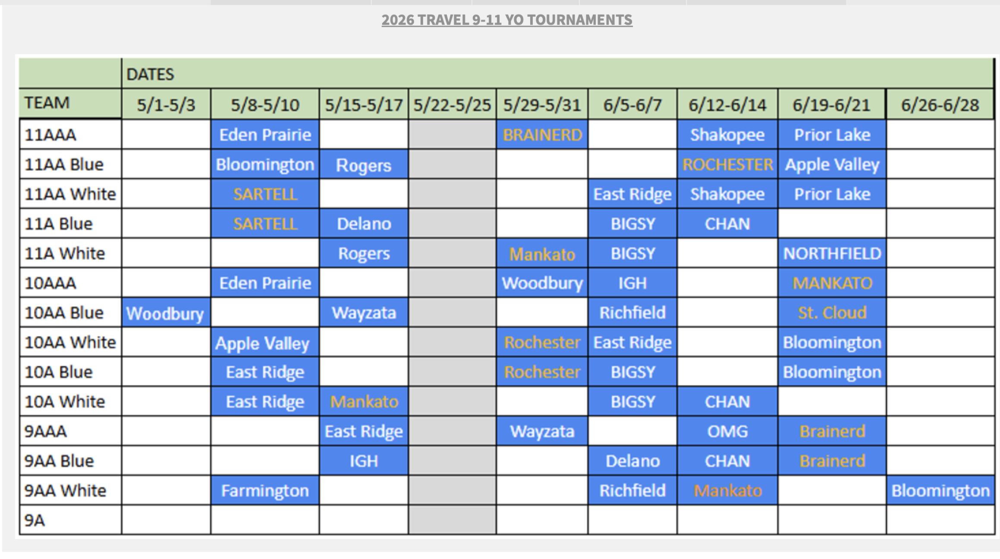 2026 TRAVEL 9-11 YO TOURNAMENTS
DATES
TEAM 5/1-5/3 5/8-5/10 5/15-5/17 5/22-5/25 5/29-5/31 6/5-6/7 6/12-6/14 6/19-6/21 6/26-6/28
11AAA Eden Prairie BRAINERD Shakopee Prior Lake
11AA Blue Bloomington Rogers ROCHESTER Apple Valley
11AA White SARTELL East Ridge Shakopee Prior Lake
11A Blue SARTELL Delano BIGSY CHAN
11A White Rogers Mankato BIGSY NORTHFIELD
10AAA Eden Prairie Woodbury IGH MANKATO
10AA Blue Woodbury Wayzata Richfield St. Cloud
10AA White Apple Valley Rochester East Ridge Bloomington
10A Blue East Ridge Rochester BIGSY Bloomington
10A White East Ridge Mankato BIGSY CHAN
9AAA East Ridge Wayzata OMG Brainerd
9AA Blue IGH Delano CHAN Brainerd
9AA White Farmington Richfield Mankato Bloomington
9A